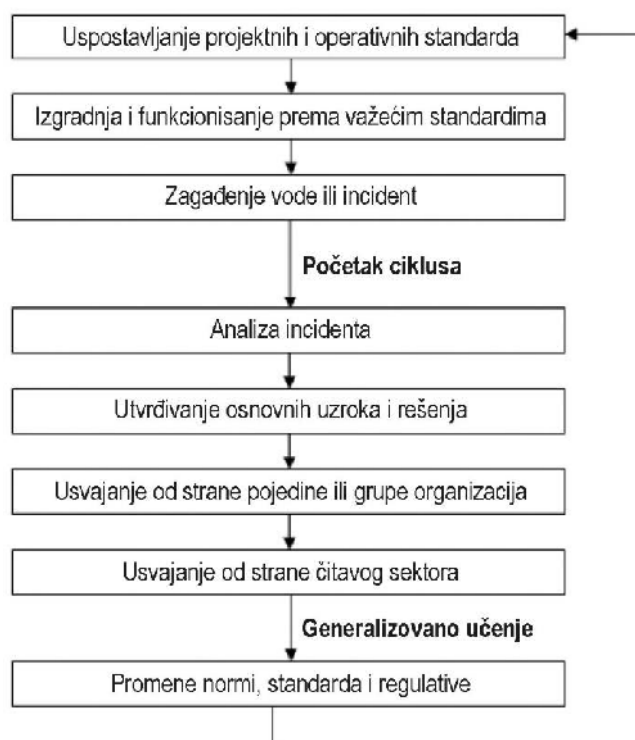 Uspostavljanje projektnih i operativnih standarda
Izgradnja i funkcionisanje prema važećim standardima
Zagađenje vode ili incident
Početak ciklusa
Analiza incidenta
Utvrđivanje osnovnih uzroka i rešenja
Usvajanje od strane pojedine ili grupe organizacija
Usvajanje od strane čitavog sektora
Generalizovano učenje
Promene normi, standarda i regulative